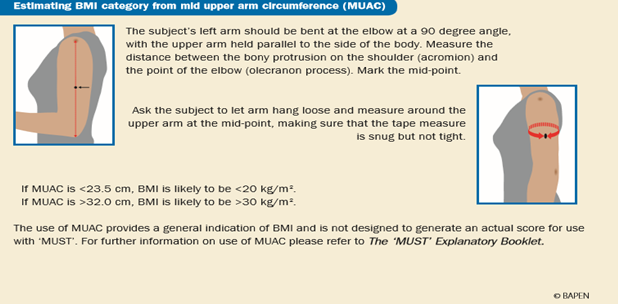 Estimating BMI category from mid upper arm circumference (MUAC)
The subject's left arm should be bent at the elbow at a 90 degree angle,
with the upper arm held parallel to the side of the body. Measure the
distance between the bony protrusion on the shoulder (acromion) and
the point of the elbow (olecranon process). Mark the mid-point.
Ask the subject to let arm hang loose and measure around the
upper arm at the mid-point, making sure that the tape measure
is snug but not tight.
If MUAC is <23.5 cm, BMI is likely to be <20 kg/m².
If MUAC is >32.0 cm, BMI is likely to be >30 kg/m².
The use of MUAC provides a general indication of BMI and is not designed to generate an actual score for use
with 'MUST'. For further information on use of MUAC please refer to The 'MUST' Explanatory Booklet.
© BAPEN